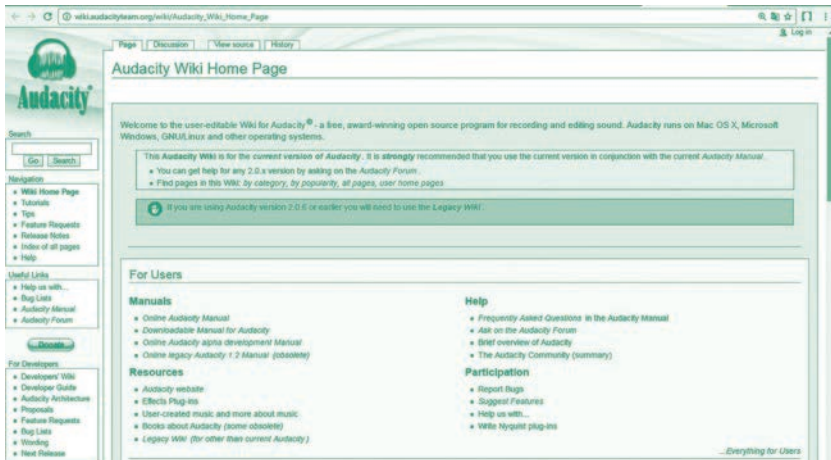 wiki.audacityteam.org/wiki/Audacity_Wiki_Home_Page
Log in
Page Discussion View source History
Audacity Wiki Home Page
Audacity®
Search
Go Search
Navigation
Wiki Home Page
Tutorials
Tips
Feature Requests
Release Notes
Index of all pages
Help
Useful Links
Help us with...
Bug Lists
Audacity Manual
Audacity Forum
Donate
For Developers
Developers' Wiki
Developer Guide
Audacity Architecture
Proposals
Feature Requests
Bug Lists
Wording
Next Release
Welcome to the user-editable Wiki for Audacity® - a free, award-winning open source program for recording and editing sound. Audacity runs on Mac OS X, Microsoft
Windows, GNU/Linux and other operating systems.
This Audacity Wiki is for the current version of Audacity. It is strongly recommended that you use the current version in conjunction with the current Audacity Manual.
You can get help for any 2.0.x version by asking on the Audacity Forum.
Find pages in this Wiki: by category, by popularity, all pages, user home pages
If you are using Audacity version 2.0.6 or earlier you will need to use the Legacy Wiki.
For Users
Manuals
Online Audacity Manual
Downloadable Manual for Audacity
Online Audacity alpha development Manual
Online legacy Audacity 1.2 Manual (obsolete)
Resources
Audacity website
Effects Plug-ins
User-created music and more about music
Books about Audacity (some obsolete)
Legacy Wiki (for other than current Audacity)
Help
Frequently Asked Questions in the Audacity Manual
Ask on the Audacity Forum
Brief overview of Audacity
The Audacity Community (summary)
Participation
Report Bugs
Suggest Features
Help us with...
Write Nyquist plug-ins
...Everything for Users